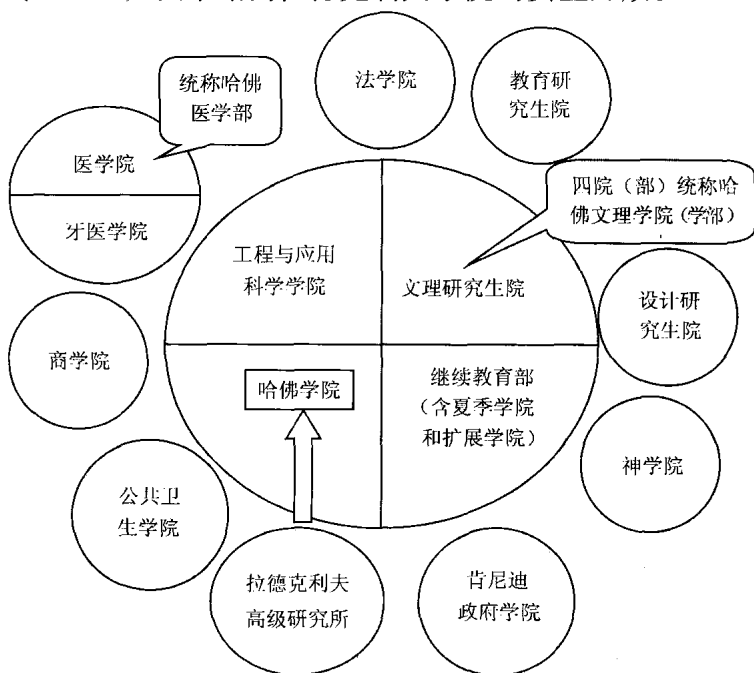 法学院
教育研
究生院
统称哈佛
医学部
医学院
牙医学院
四院（部）统称哈
佛文理学院（学部）
工程与应用
科学学院
文理研究生院
设计研
究生院
商学院
哈佛学院
继续教育部
（含夏季学院
和扩展学院）
神学院
公共卫
生学院
拉德克利夫
高级研究所
肯尼迪
政府学院